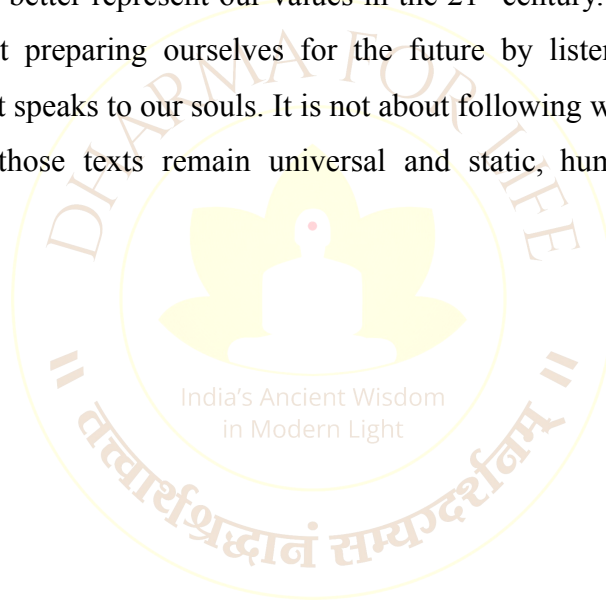 better represent our values in the 21 century.
preparing ourselves for the future by
speaks to our souls. It is not about following
those texts remain universal and static,
DHARMA FOR LIFE
India's Ancient Wisdom
in Modern Light
॥ तत्त्वार्थश्रद्धानं सम्यग्दर्शनम् ॥